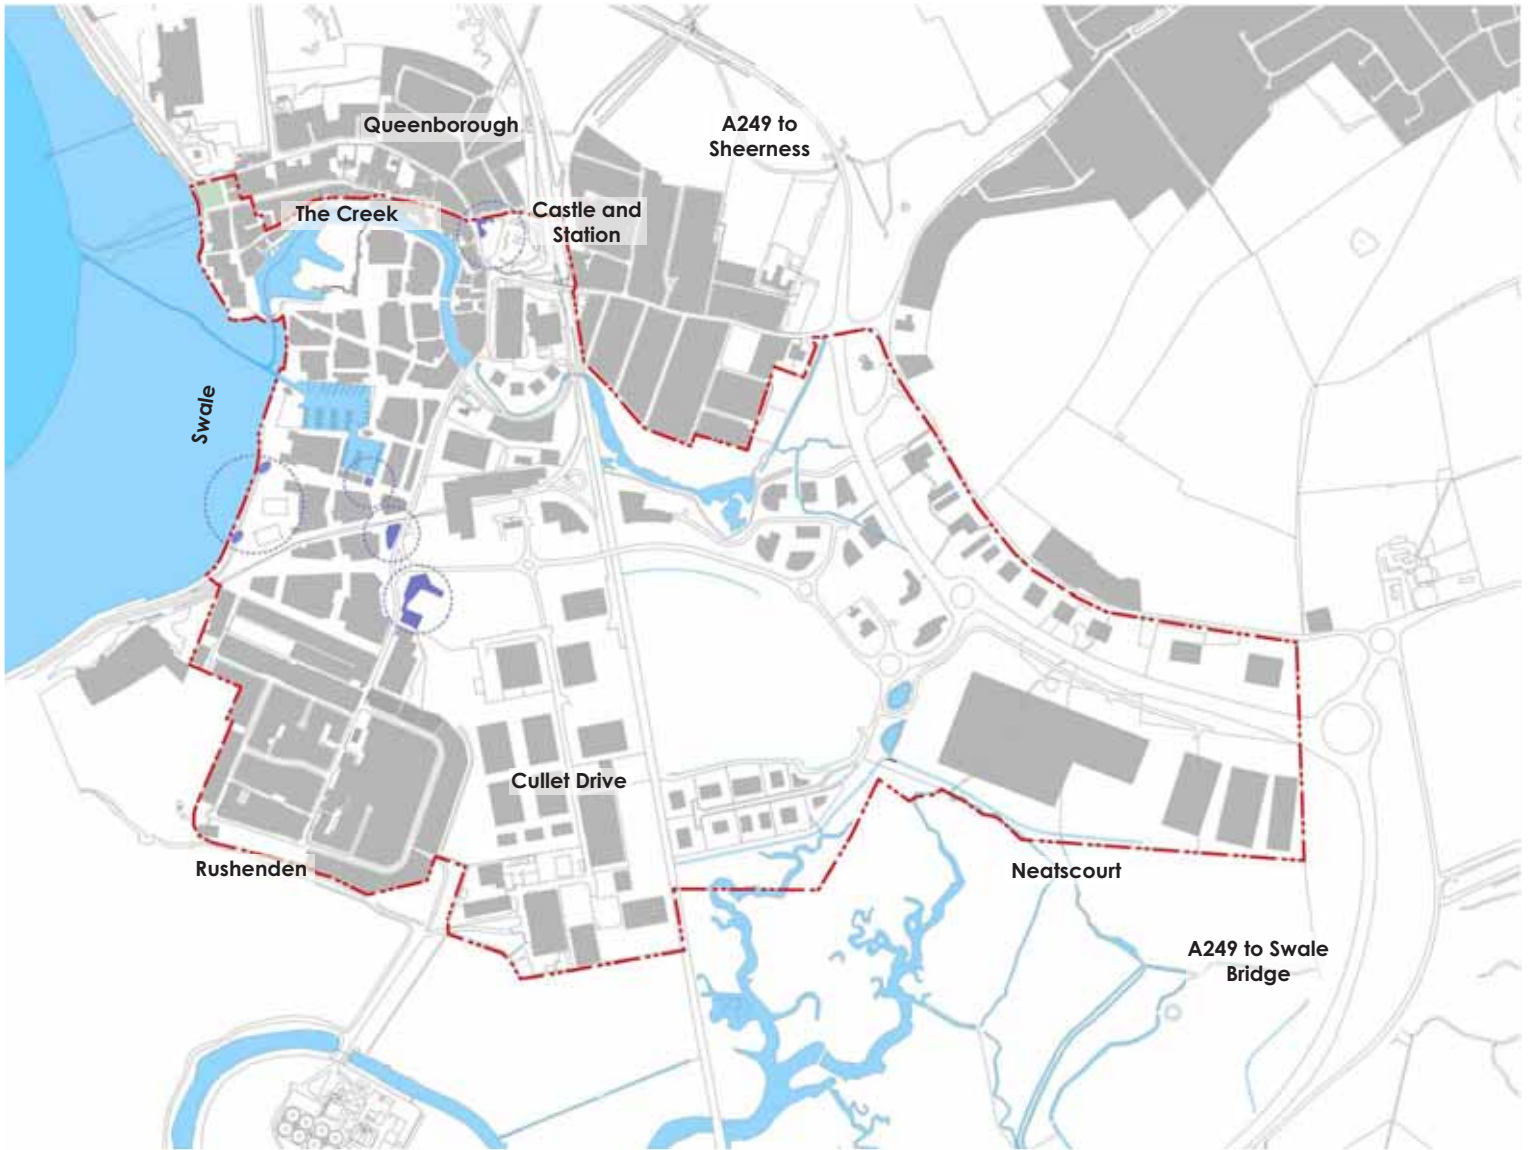 Queenborough
A249 to
Sheerness
The Creek
Castle and
Station
Swale
Cullet Drive
Rushenden
Neatscourt
A249 to Swale
Bridge